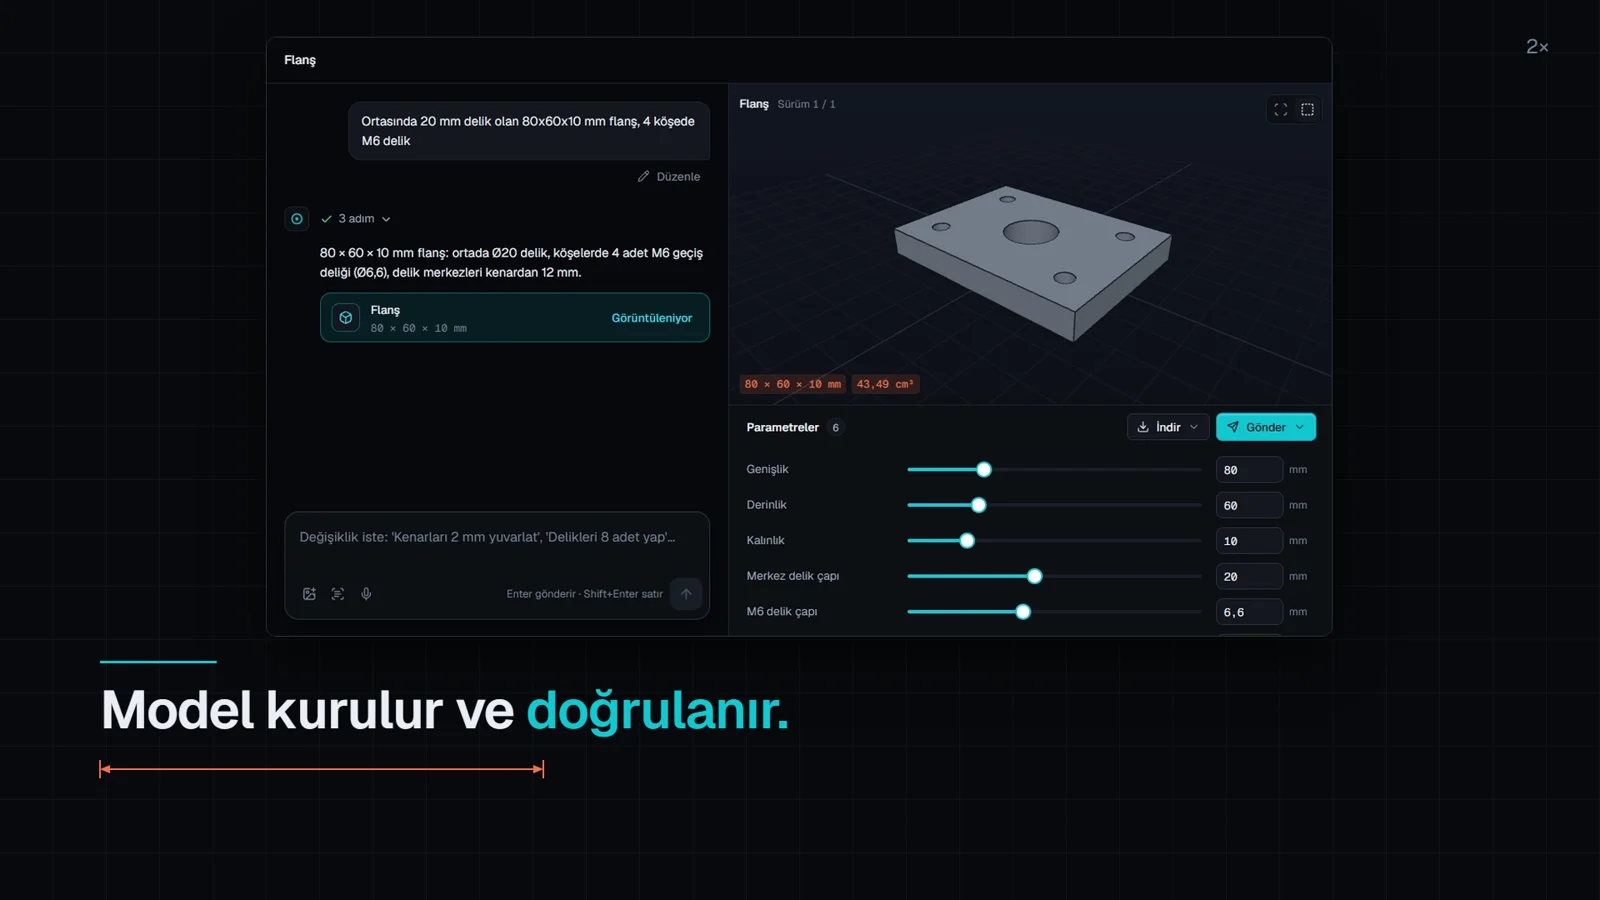 2×
Flanş
Ortasında 20 mm delik olan 80x60x10 mm flanş, 4 köşede
M6 delik
Düzenle
3 adım
80 × 60 × 10 mm flanş: ortada Ø20 delik, köşelerde 4 adet M6 geçiş
deliği (Ø6,6), delik merkezleri kenardan 12 mm.
Flanş
80 × 60 × 10 mm
Görüntüleniyor
Değişiklik iste: 'Kenarları 2 mm yuvarlat', 'Delikleri 8 adet yap'...
Enter gönderir · Shift+Enter satır
Flanş Sürüm 1 / 1
80 × 60 × 10 mm 43,49 cm³
Parametreler 6
İndir
Gönder
Genişlik 80 mm
Derinlik 60 mm
Kalınlık 10 mm
Merkez delik çapı 20 mm
M6 delik çapı 6,6 mm
Model kurulur ve doğrulanır.